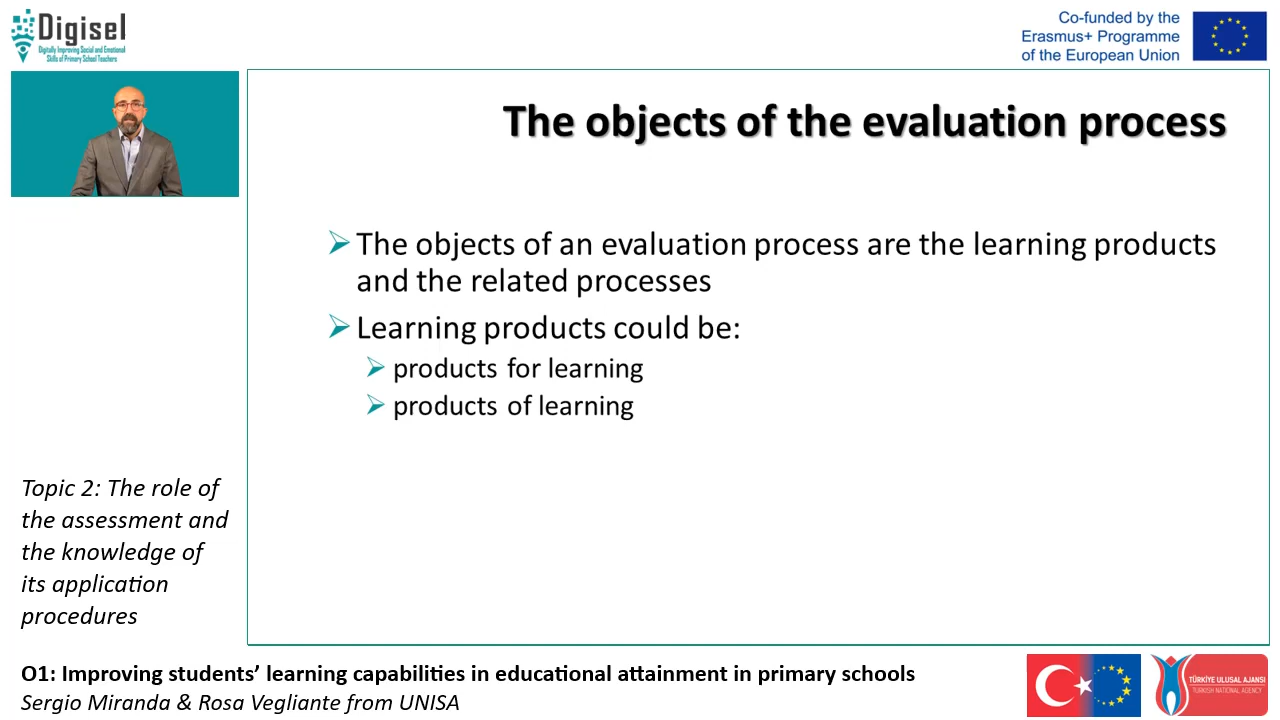 Digisel
Digitally Improving Social and Emotional
Skills of Primary School Teachers
Co-funded by the
Erasmus+ Programme
of the European Union
The objects of the evaluation process
The objects of an evaluation process are the learning products
and the related processes
Learning products could be:
products for learning
products of learning
Topic 2: The role of
the assessment and
the knowledge of
its application
procedures
O1: Improving students’ learning capabilities in educational attainment in primary schools
Sergio Miranda & Rosa Vegliante from UNISA
TÜRKİYE ULUSAL AJANSI
TURKISH NATIONAL AGENCY